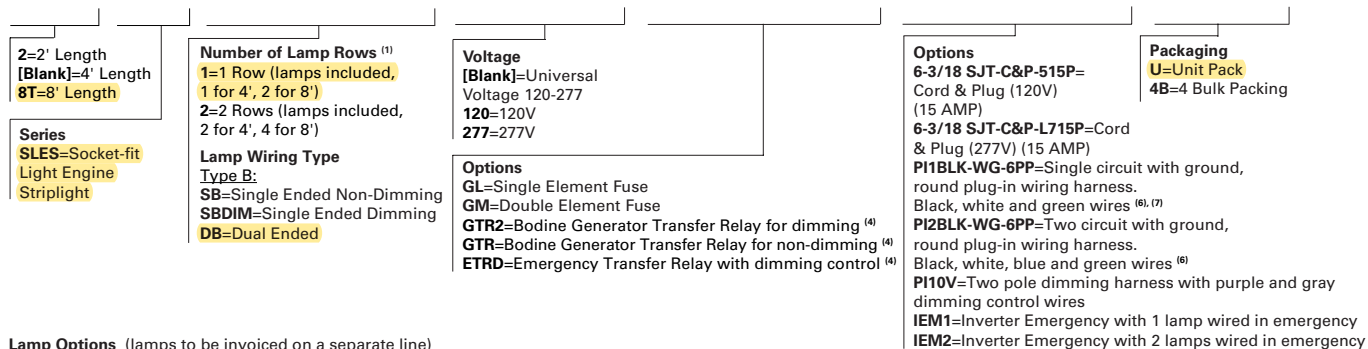 2=2' Length
[Blank]=4' Length
8T=8' Length
Series
SLES=Socket-fit
Light Engine
Striplight
Number of Lamp Rows (1)
1=1 Row (lamps included,
1 for 4', 2 for 8')
2=2 Rows (lamps included,
2 for 4', 4 for 8')
Lamp Wiring Type
Type B:
SB=Single Ended Non-Dimming
SBDIM=Single Ended Dimming
DB=Dual Ended
Voltage
[Blank]=Universal
Voltage 120-277
120=120V
277=277V
Options
GL=Single Element Fuse
GM=Double Element Fuse
GTR2=Bodine Generator Transfer Relay for dimming (4)
GTR=Bodine Generator Transfer Relay for non-dimming (4)
ETRD=Emergency Transfer Relay with dimming control (4)
Options
6-3/18 SJT-C&P-515P=
Cord & Plug (120V)
(15 AMP)
6-3/18 SJT-C&P-L715P=Cord
& Plug (277V) (15 AMP)
PI1BLK-WG-6PP=Single circuit with ground,
round plug-in wiring harness.
Black, white and green wires (6), (7)
PI2BLK-WG-6PP=Two circuit with ground,
round plug-in wiring harness.
Black, white, blue and green wires (6)
PI10V=Two pole dimming harness with purple and gray
dimming control wires
IEM1=Inverter Emergency with 1 lamp wired in emergency
IEM2=Inverter Emergency with 2 lamps wired in emergency
Packaging
U=Unit Pack
4B=4 Bulk Packing
Lamp Options (lamps to be invoiced on a separate line)